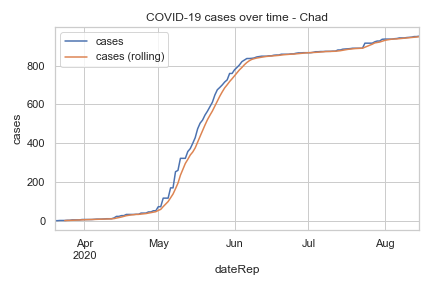 COVID-19 cases over time - Chad
cases
cases (rolling)
800
600
400
200
0
cases
Apr
2020
May
Jun
Jul
Aug
dateRep